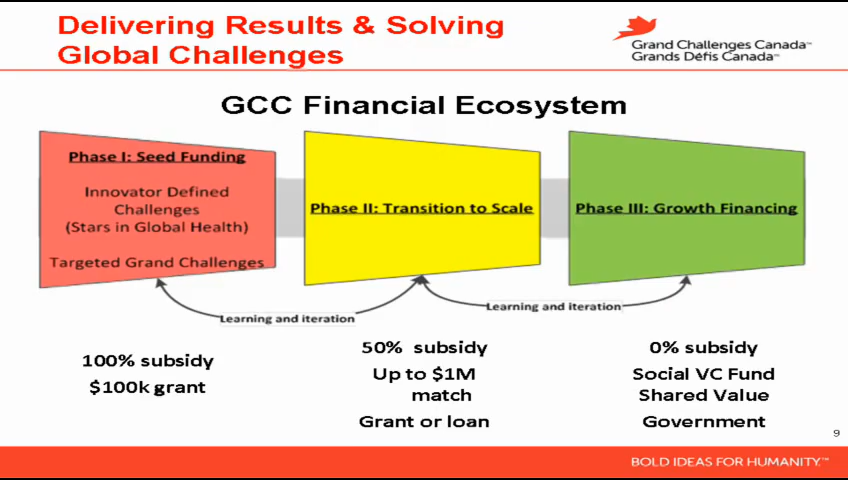 Delivering Results & Solving
Global Challenges
Grand Challenges Canada™
Grands Défis Canada™
GCC Financial Ecosystem
Phase I: Seed Funding
Innovator Defined
Challenges
(Stars in Global Health)
Targeted Grand Challenges
Phase II: Transition to Scale
Phase III: Growth Financing
Learning and iteration
Learning and iteration
100% subsidy
$100k grant
50% subsidy
Up to $1M
match
Grant or loan
0% subsidy
Social VC Fund
Shared Value
Government
9
BOLD IDEAS FOR HUMANITY.™